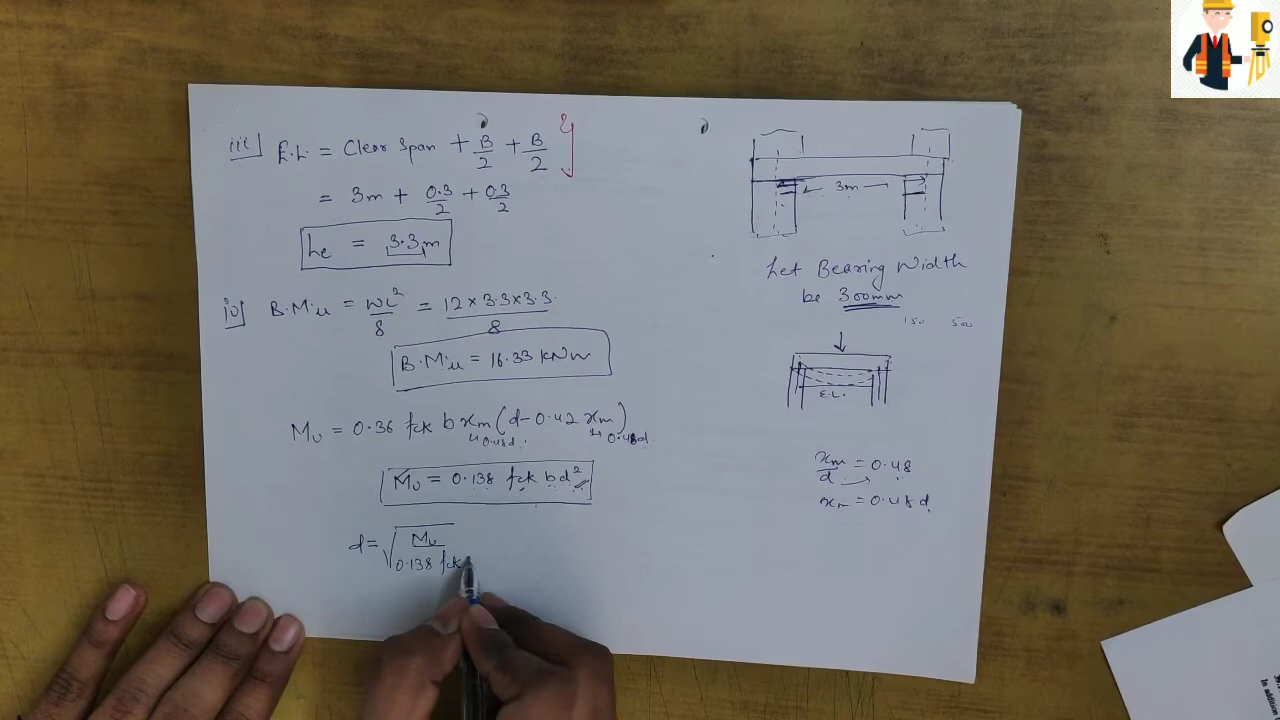 iii] E.L. = Clear Span + B/2 + B/2
= 3m + 0.3/2 + 0.3/2
Le = 3.3m
iv] B.M.u = wl²/8 = 12 × 3.3 × 3.3/8
B.M.u = 16.33 kNm
Mu = 0.36 fck b xm (d - 0.42 xm)
0.48d. 0.48d.
Mu = 0.138 fck bd²
d = √Mu/0.138 fck
3m
Let Bearing Width
be 300mm
150 500
E.L.
xm/d = 0.48
xm = 0.48 d.
In addition